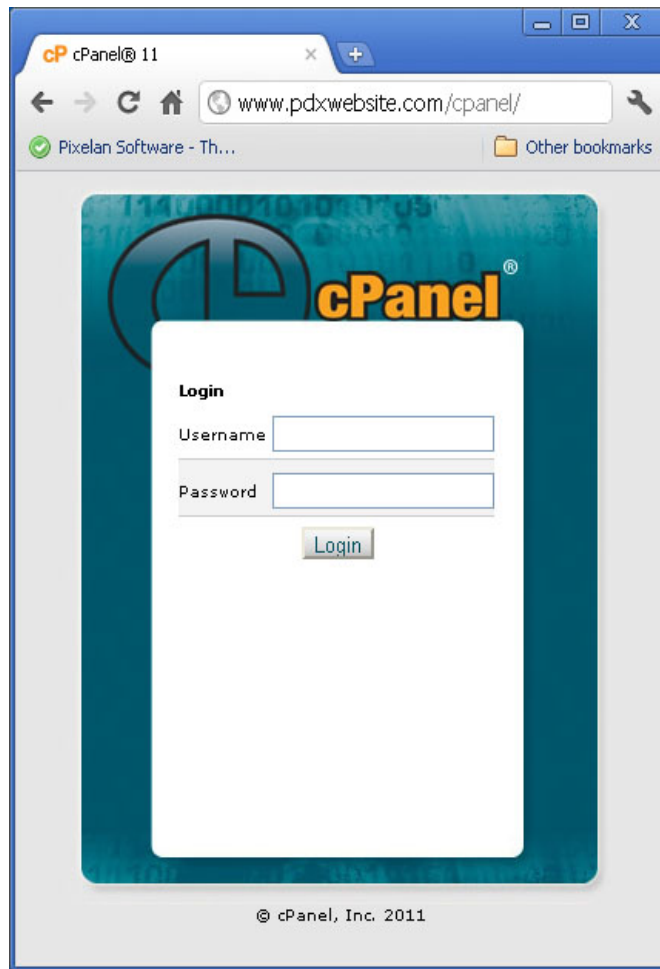 cP cPanel® 11
www.pdxwebsite.com/cpanel/
Pixelan Software - Th... Other bookmarks
cPanel®
Login
Username
Password
Login
© cPanel, Inc. 2011